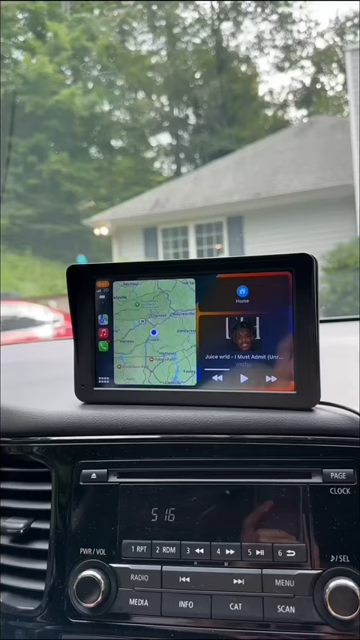 Home
Juice wrld - I Must Admit (Unr...
PAGE
CLOCK
5 16
PWR / VOL
1 RPT
2 RDM
3
4
5
6
♪/SEL
RADIO
MENU
MEDIA
INFO
CAT
SCAN